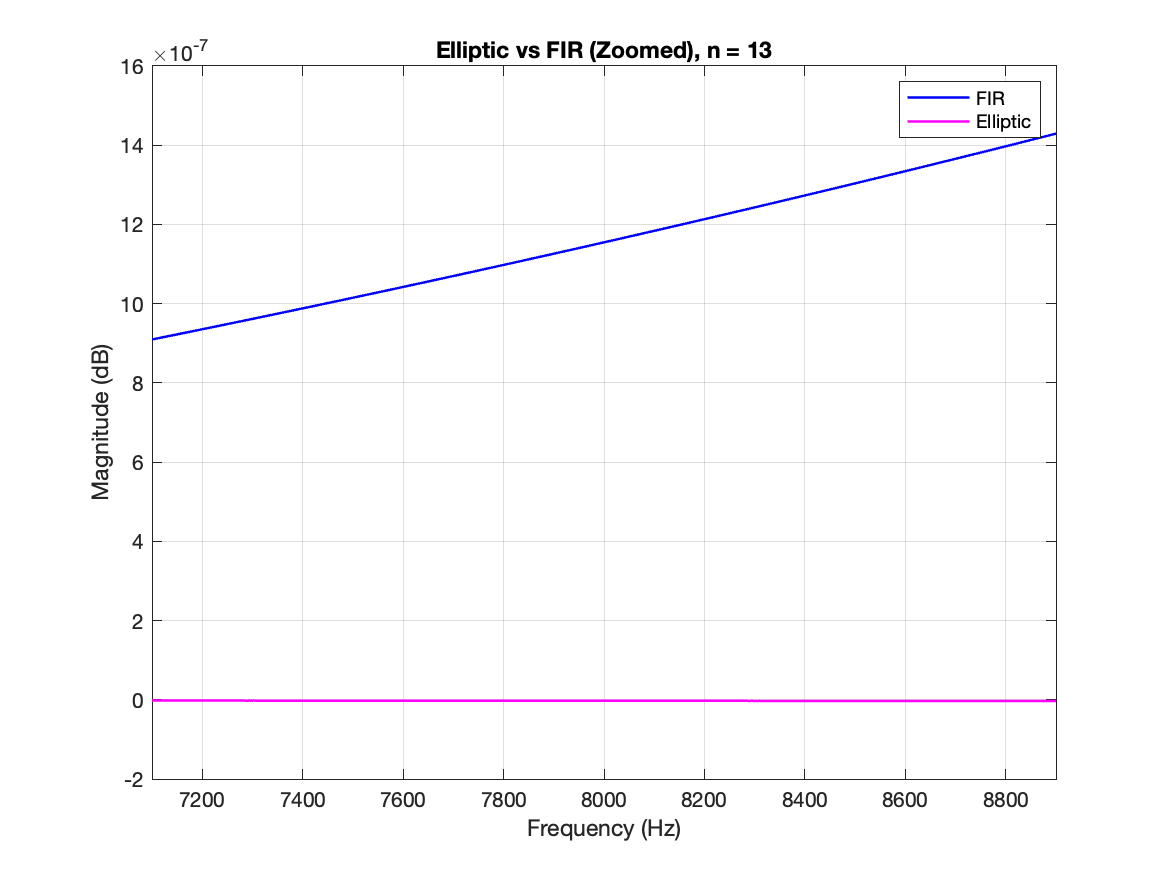 Elliptic vs FIR (Zoomed), n = 13
×10-7
FIR
Elliptic
16
14
12
10
8
6
4
2
0
-2
Magnitude (dB)
7200 7400 7600 7800 8000 8200 8400 8600 8800
Frequency (Hz)